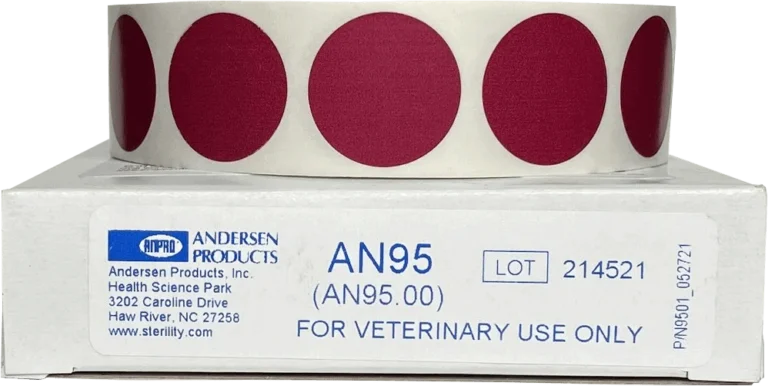 ANPRO
ANDERSEN
PRODUCTS
Andersen Products, Inc.
Health Science Park
3202 Caroline Drive
Haw River, NC 27258
www.sterility.com
AN95
(AN95.00)
LOT 214521
FOR VETERINARY USE ONLY
P/N9501_052721